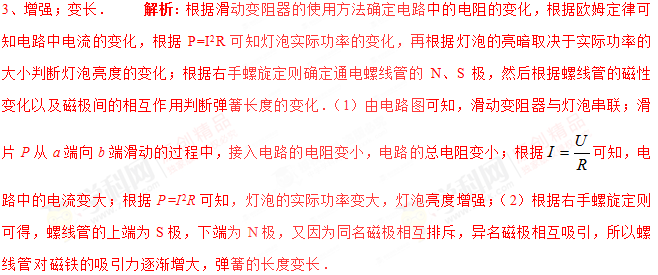 3、增强；变长． 解析：根据滑动变阻器的使用方法确定电路中的电阻的变化，根据欧姆定律可
知电路中电流的变化，根据 P=I²R 可知灯泡实际功率的变化，再根据灯泡的亮暗取决于实际功率的
大小判断灯泡亮度的变化；根据右手螺旋定则确定通电螺线管的 N、S 极，然后根据螺线管的磁性
变化以及磁极间的相互作用判断弹簧长度的变化．（1）由电路图可知，滑动变阻器与灯泡串联；滑
片 P 从 a 端向 b 端滑动的过程中，接入电路的电阻变小，电路的总电阻变小；根据 I=U/R 可知，电
路中的电流变大；根据 P=I²R 可知，灯泡的实际功率变大，灯泡亮度增强；（2）根据右手螺旋定则
可得，螺线管的上端为 S 极，下端为 N 极，又因为同名磁极相互排斥，异名磁极相互吸引，所以螺
线管对磁铁的吸引力逐渐增大，弹簧的长度变长．